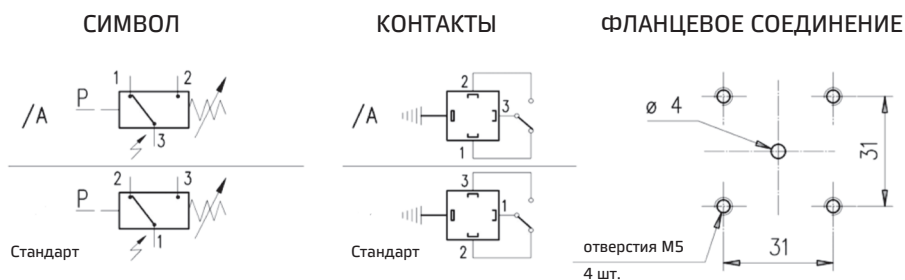 СИМВОЛ
КОНТАКТЫ
ФЛАНЦЕВОЕ СОЕДИНЕНИЕ
/A
P
1
2
3
/A
2
3
1
Стандарт
P
2
3
1
Стандарт
3
1
2
ø 4
31
31
отверстия M5
4 шт.